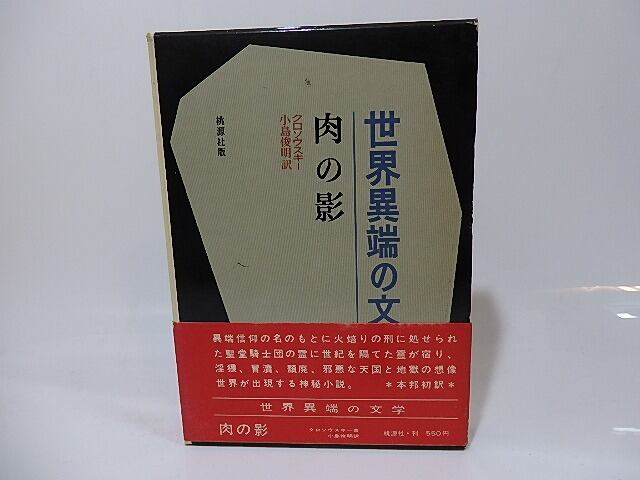 世界異端の文
肉の影
クロソウスキー
小島俊明訳
桃源社版
異端信仰の名のもとに火焙りの刑に処せられ
た聖堂騎士団の霊に世紀を隔てた霊が宿り、
淫猥、冒瀆、頽廃、邪悪な天国と地獄の想像
世界が出現する神秘小説。 *本邦初訳*
世界異端の文学
肉の影
クロソウスキー著
小島俊明訳
桃源社・刊 550円